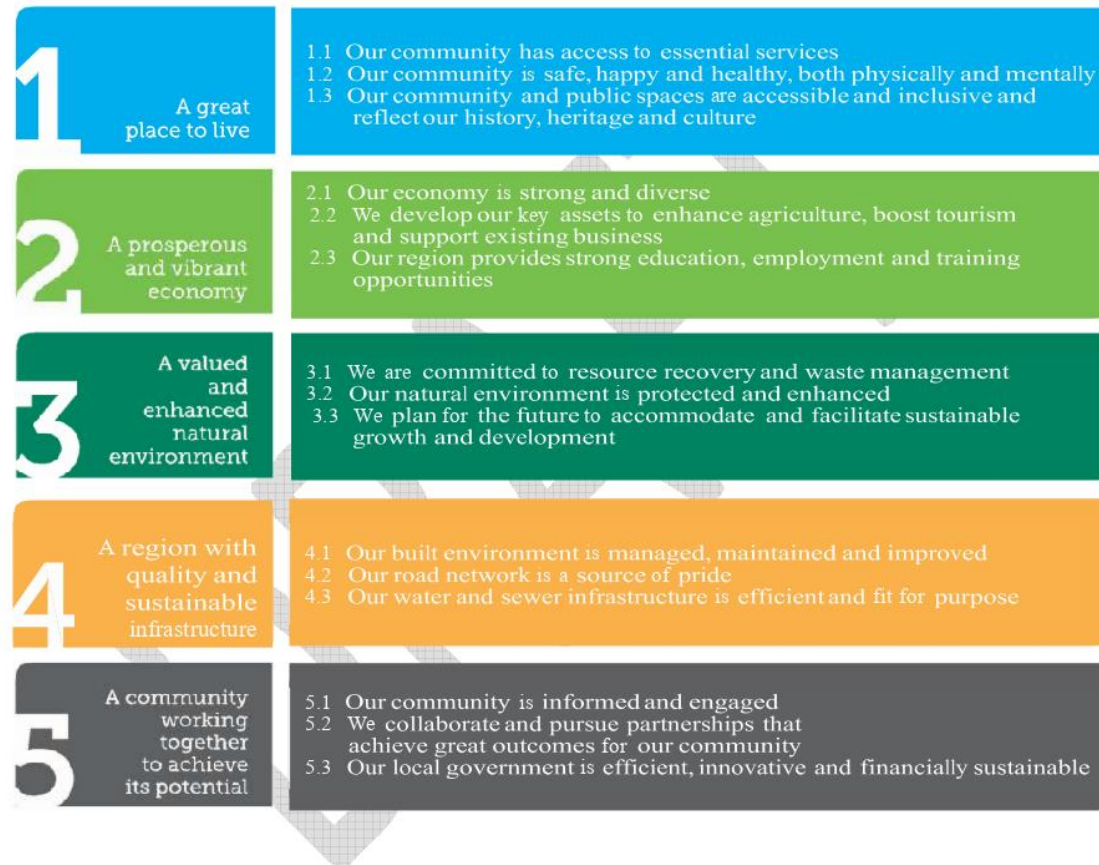 1
A great
place to live
1.1 Our community has access to essential services
1.2 Our community is safe, happy and healthy, both physically and mentally
1.3 Our community and public spaces are accessible and inclusive and
reflect our history, heritage and culture
2
A prosperous
and vibrant
economy
2.1 Our economy is strong and diverse
2.2 We develop our key assets to enhance agriculture, boost tourism
and support existing business
2.3 Our region provides strong education, employment and training
opportunities
3
A valued
and
enhanced
natural
environment
3.1 We are committed to resource recovery and waste management
3.2 Our natural environment is protected and enhanced
3.3 We plan for the future to accommodate and facilitate sustainable
growth and development
4
A region with
quality and
sustainable
infrastructure
4.1 Our built environment is managed, maintained and improved
4.2 Our road network is a source of pride
4.3 Our water and sewer infrastructure is efficient and fit for purpose
5
A community
working
together
to achieve
its potential
5.1 Our community is informed and engaged
5.2 We collaborate and pursue partnerships that
achieve great outcomes for our community
5.3 Our local government is efficient, innovative and financially sustainable